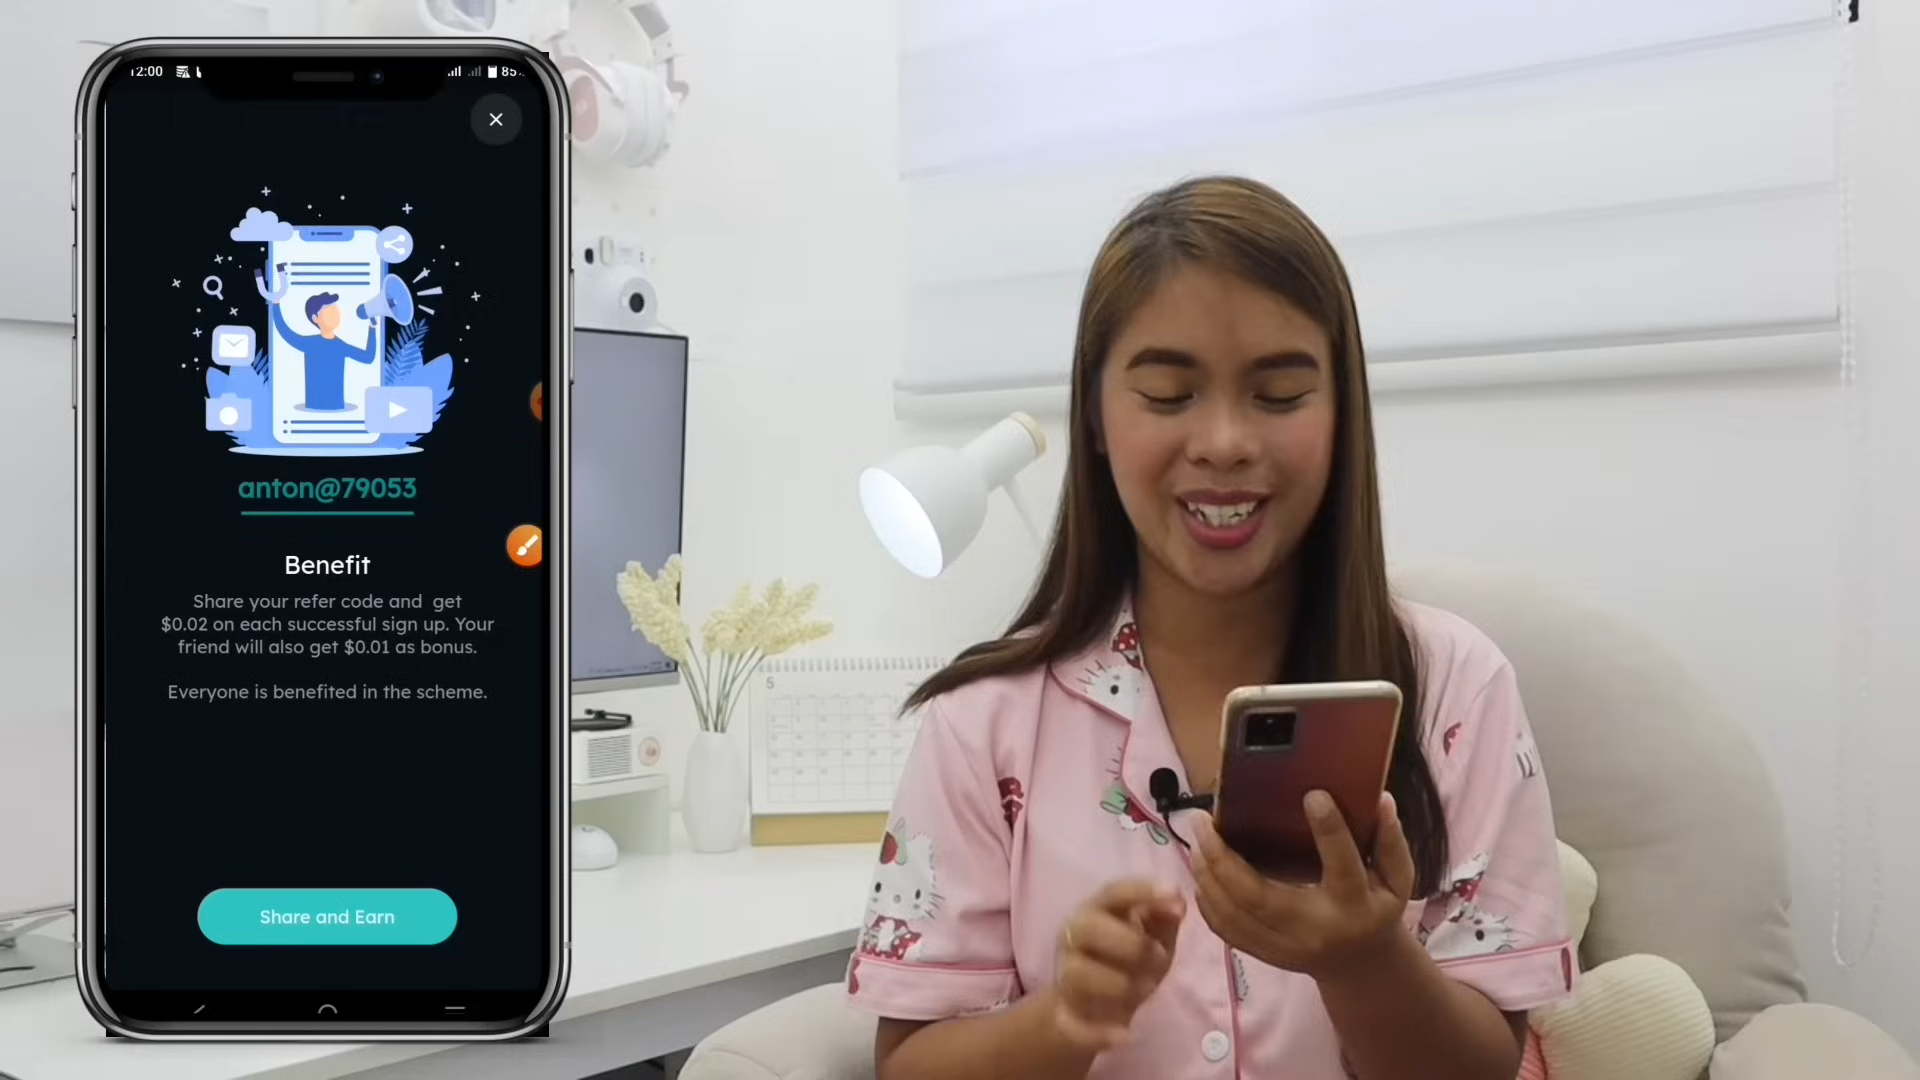 12:00
85
anton@79053
Benefit
Share your refer code and get
$0.02 on each successful sign up. Your
friend will also get $0.01 as bonus.
Everyone is benefited in the scheme.
Share and Earn
5